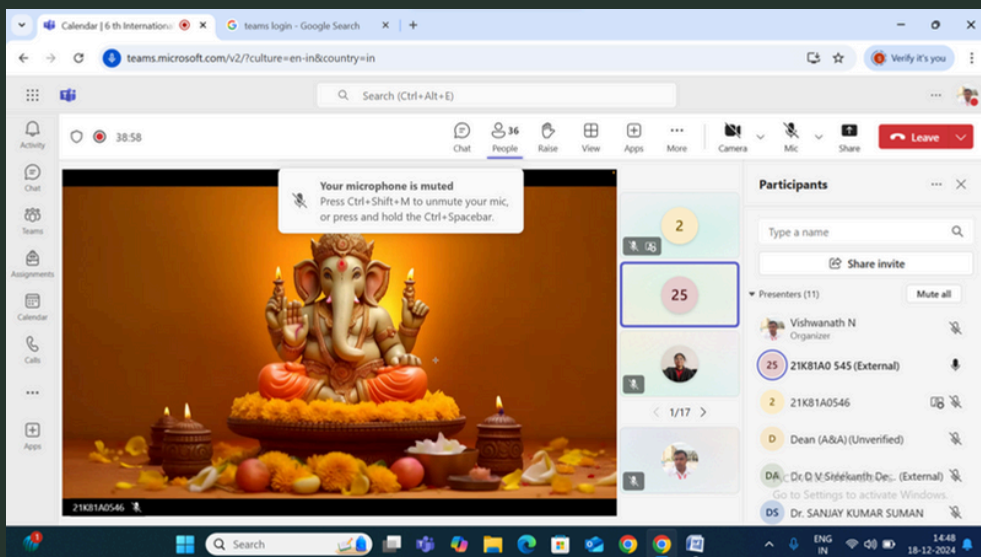 Calendar | 6 th Internationa
teams login - Google Search
teams.microsoft.com/v2/?culture=en-in&country=in
Verify it's you
Search (Ctrl+Alt+E)
38:58
Chat
36
People
Raise
View
Apps
More
Camera
Mic
Share
Leave
Activity
Chat
Teams
Assignments
Calendar
Calls
Apps
Your microphone is muted
Press Ctrl+Shift+M to unmute your mic,
or press and hold the Ctrl+Spacebar.
21K81A0546
2
25
1/17
Participants
Type a name
Share invite
Presenters (11)
Mute all
Vishwanath N
Organizer
25
21K81A0 545 (External)
2
21K81A0546
D
Dean (A&A) (Unverified)
DA
Dr. D V Sreekanth De... (External)
Go to Settings to activate Windows.
DS
Dr. SANJAY KUMAR SUMAN
Search
ENG
IN
14:48
18-12-2024